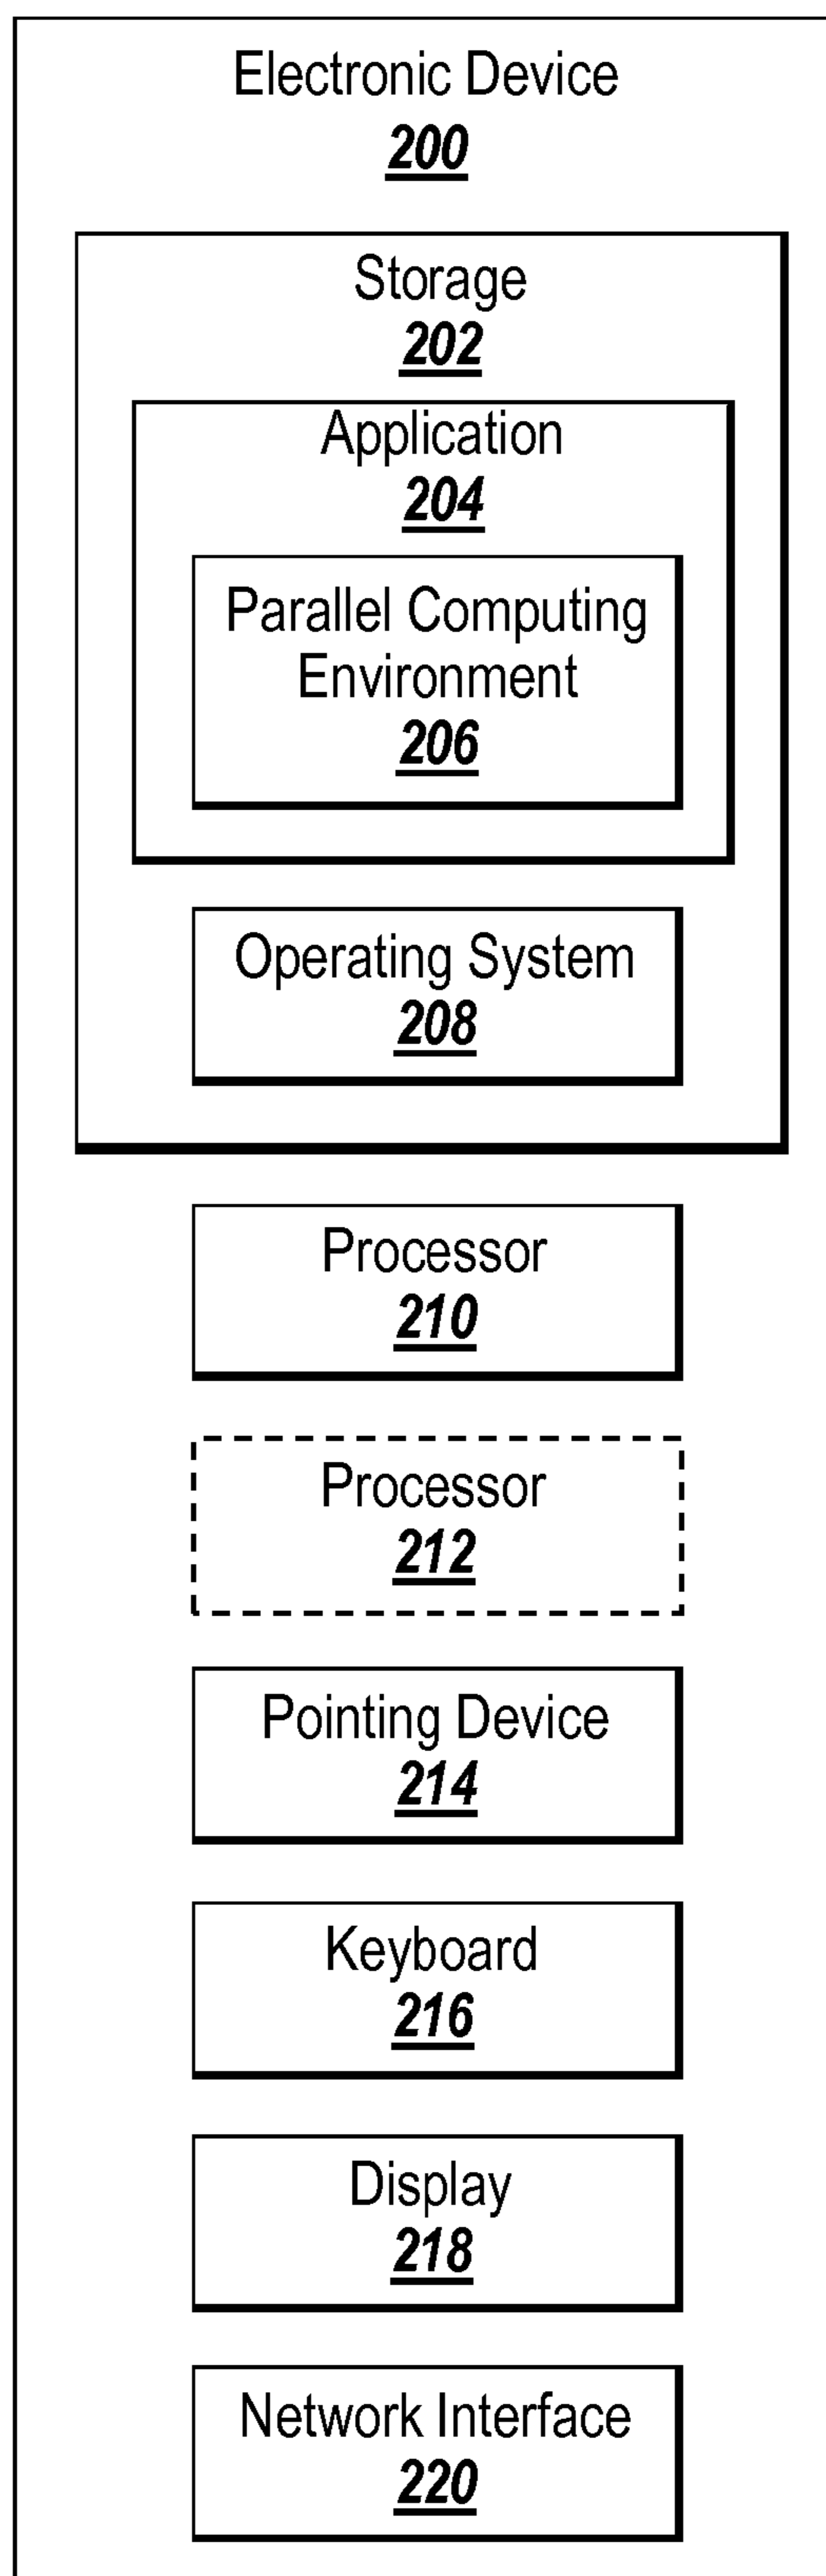 Electronic Device
200
Storage
202
Application
204
Parallel Computing
Environment
206
Operating System
208
Processor
210
Processor
212
Pointing Device
214
Keyboard
216
Display
218
Network Interface
220